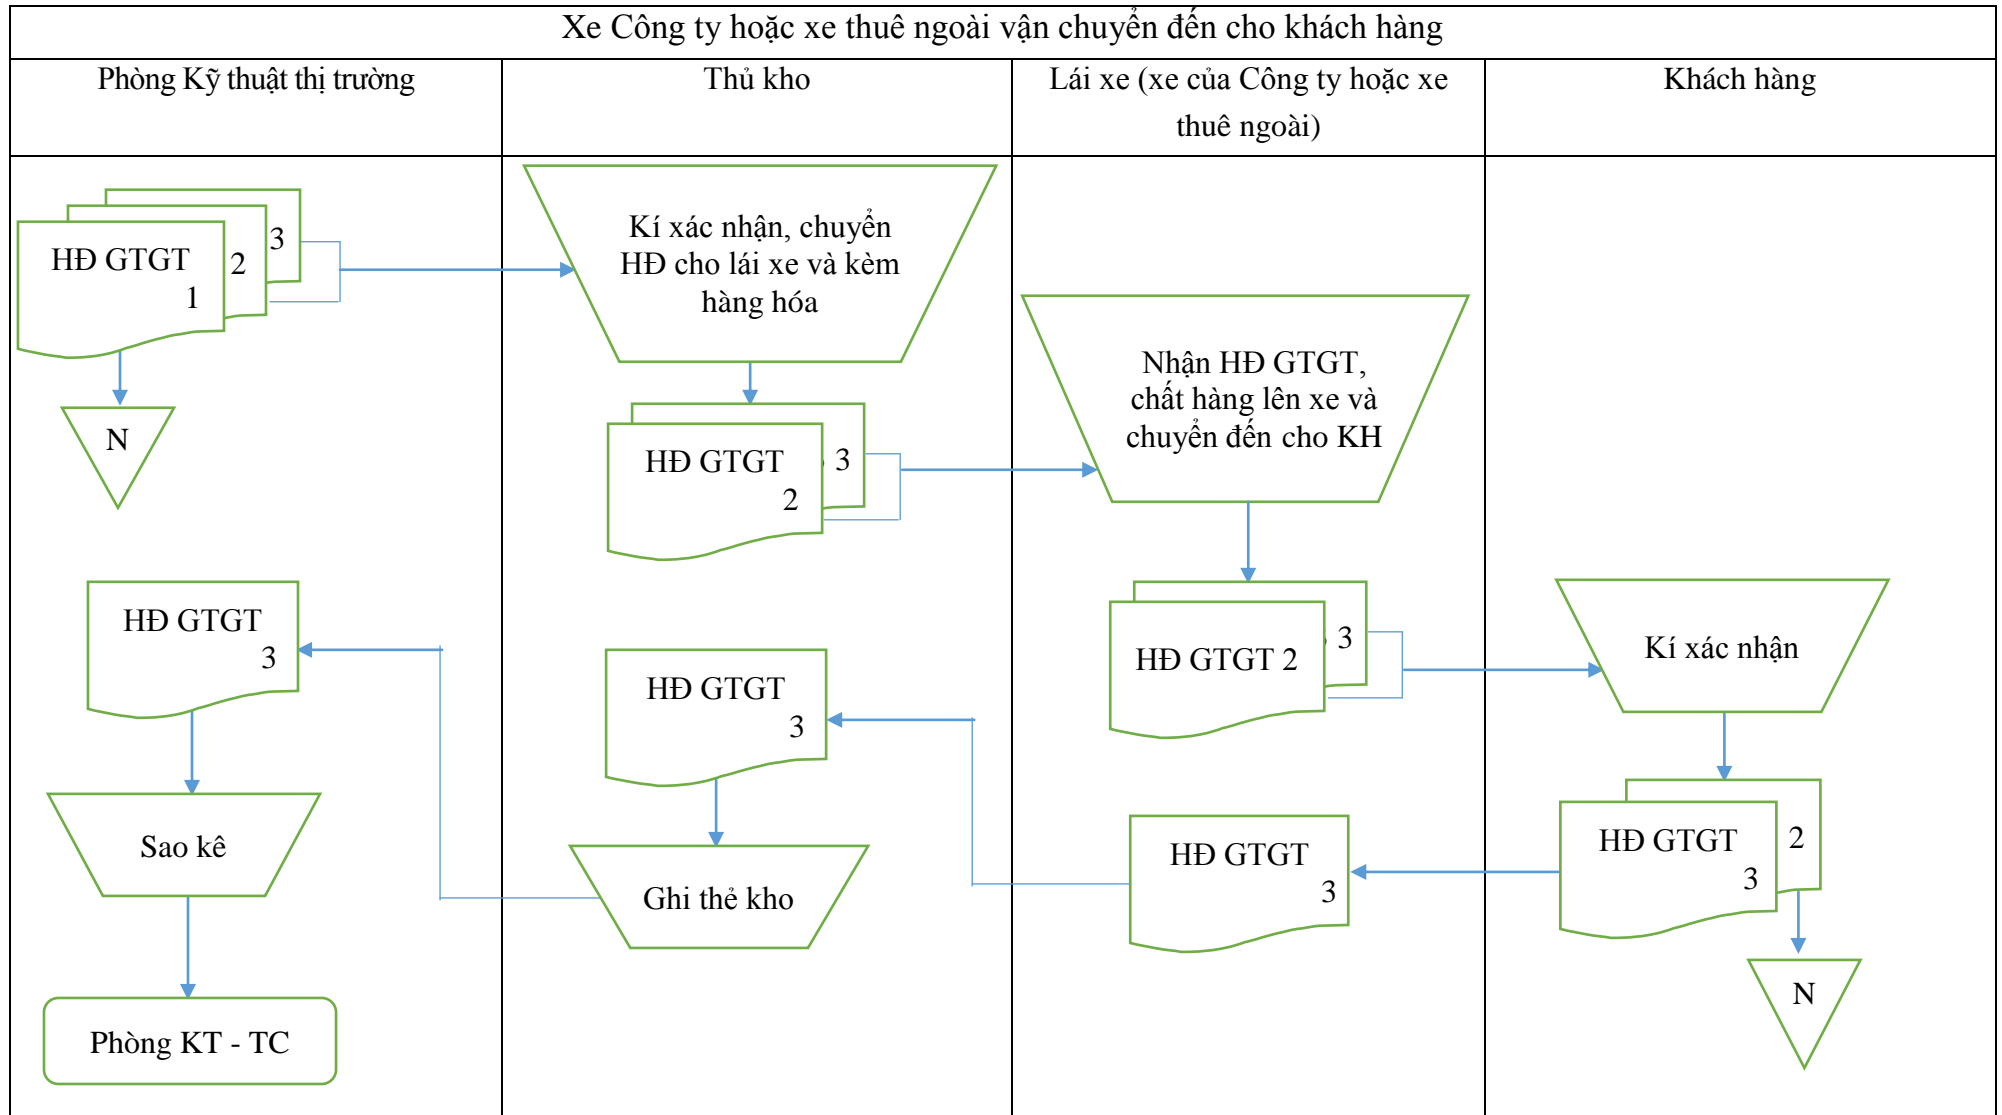 Xe Công ty hoặc xe thuê ngoài vận chuyển đến cho khách hàng
Phòng Kỹ thuật thị trường
Thủ kho
Lái xe (xe của Công ty hoặc xe
thuê ngoài)
Khách hàng
HĐ GTGT
1
2
3
N
HĐ GTGT
3
Sao kê
Phòng KT - TC
Kí xác nhận, chuyển
HĐ cho lái xe và kèm
hàng hóa
HĐ GTGT
2
3
HĐ GTGT
3
Ghi thẻ kho
Nhận HĐ GTGT,
chất hàng lên xe và
chuyển đến cho KH
HĐ GTGT 2
3
HĐ GTGT
3
Kí xác nhận
HĐ GTGT
3
2
N